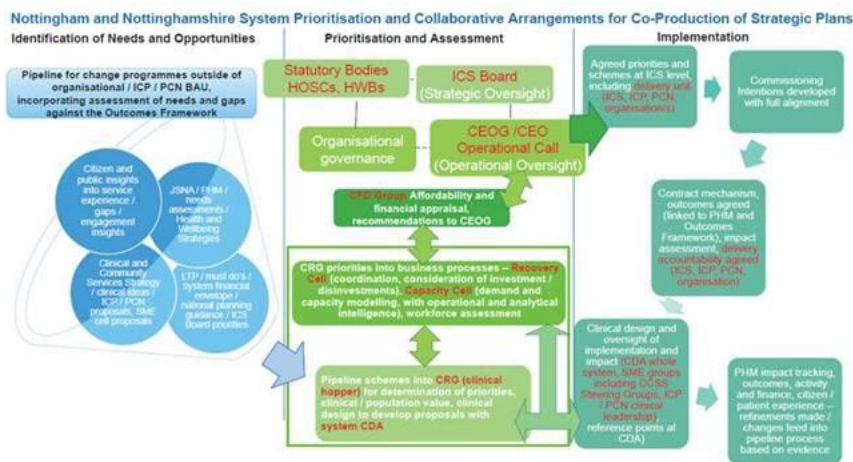 Nottingham and Nottinghamshire System Prioritisation and Collaborative Arrangements for Co-Production of Strategic Plans
Identification of Needs and Opportunities
Pipeline for change programmes outside of
organisational / ICP / PCN BAU,
incorporating assessment of needs and gaps
against the Outcomes Framework
Citizen and
public insights
into service
experience /
gaps /
engagement
insights
JSNA / PHM /
needs
assessments /
Health and
Wellbeing
Strategies
Clinical and
Community
Services Strategy
/ clinical ideas /
ICP / PCN
proposals, SME
cell proposals
LTP / must do's /
system financial
envelope /
national planning
guidance / ICS
Board priorities
Prioritisation and Assessment
Statutory Bodies
HOSCs, HWBs
ICS Board
(Strategic Oversight)
Organisational
governance
CEOG /CEO
Operational Call
(Operational Oversight)
CFO Group Affordability and
financial appraisal,
recommendations to CEOG
CRG priorities into business processes – Recovery
Cell (coordination, consideration of investment /
disinvestments), Capacity Cell (demand and
capacity modelling, with operational and analytical
intelligence), workforce assessment
Pipeline schemes into CRG (clinical
hopper) for determination of priorities,
clinical / population value, clinical
design to develop proposals with
system CDA
Implementation
Agreed priorities and
schemes at ICS level,
including delivery unit
(ICS, ICP, PCN,
organisation/s)
Commissioning
Intentions developed
with full alignment
Contract mechanism,
outcomes agreed
(linked to PHM and
Outcomes
Framework), impact
assessment, delivery
accountability agreed
(ICS, ICP, PCN,
organisation)
Clinical design and
oversight of
implementation and
impact (CDA whole
system, SME groups
including CCSS
Steering Groups, ICP
/ PCN clinical
leadership)
reference points at
CDA)
PHM impact tracking,
outcomes, activity
and finance, citizen /
patient experience –
refinements made /
changes feed into
pipeline process
based on evidence